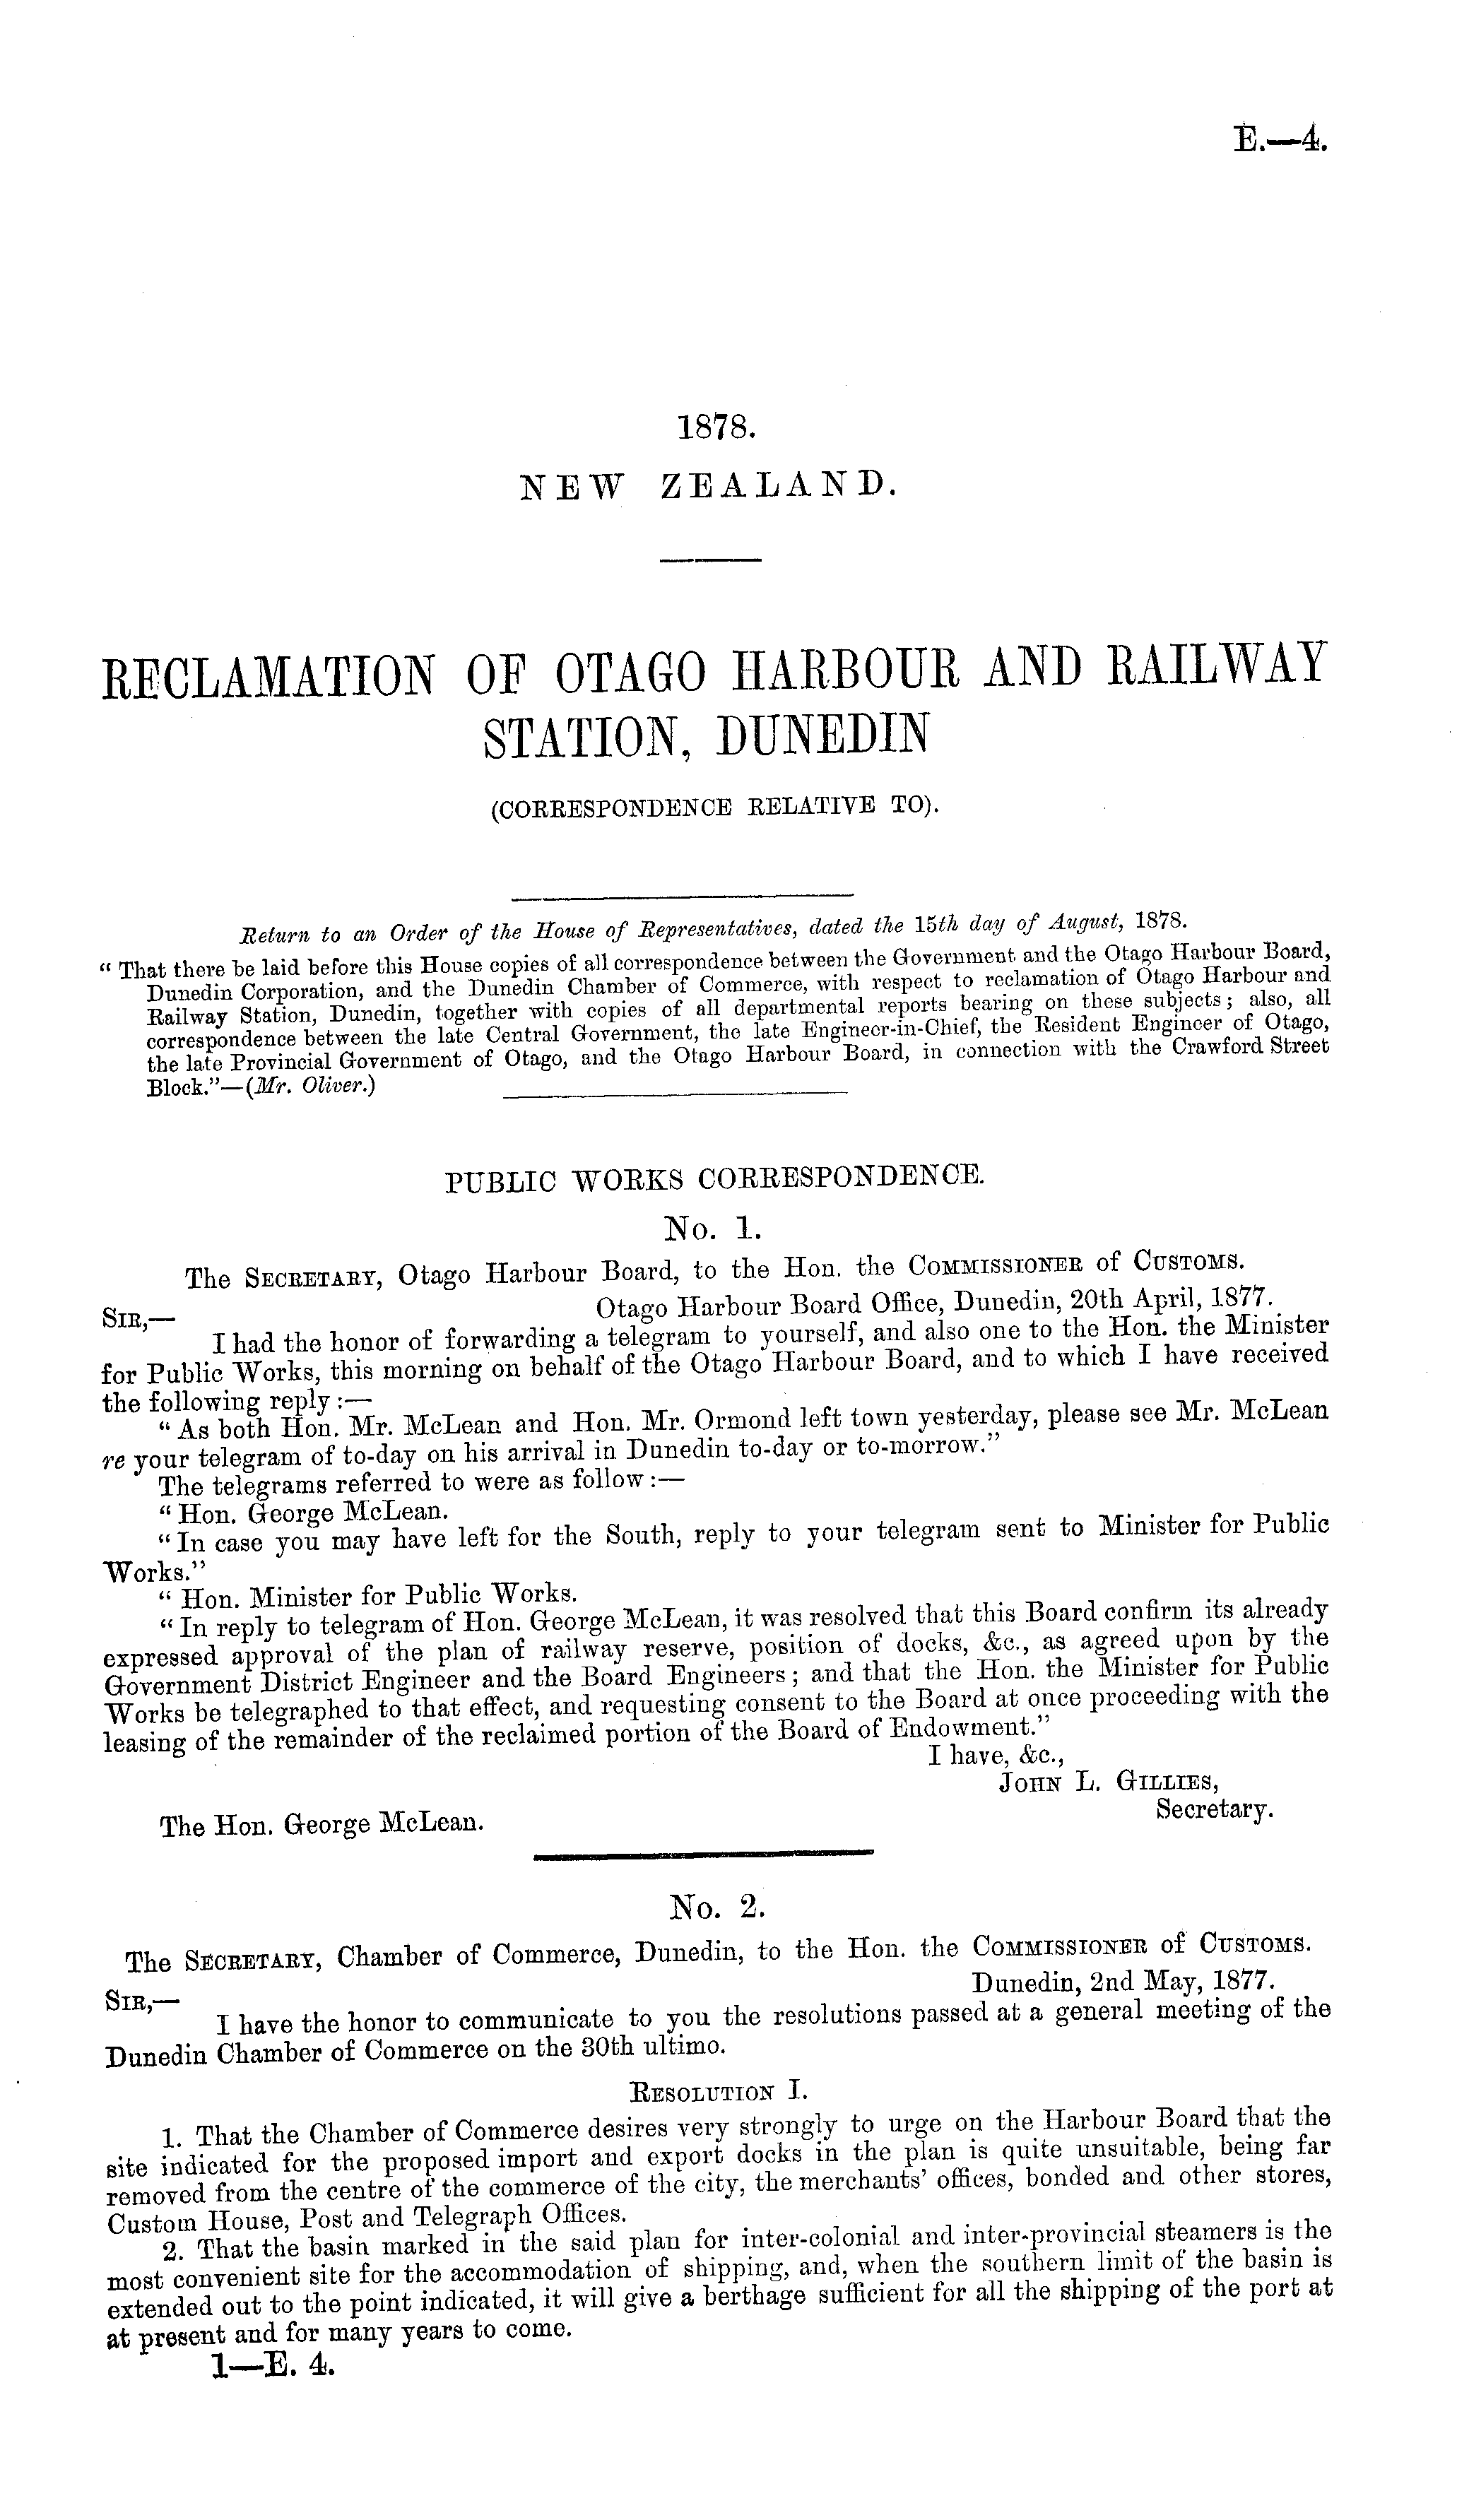 E.—4.
1878.
NEW ZEALAND.
RECLAMATION OF OTAGO HARBOUR AND RAILWAY
STATION, DUNEDIN
(CORRESPONDENCE RELATIVE TO).
Return to an Order of the House of Representatives, dated the 15th day of August, 1878.
"That there be laid before this House copies of all correspondence between the Government and the Otago Harbour Board,
Dunedin Corporation, and the Dunedin Chamber of Commerce, with respect to reclamation of Otago Harbour and
Railway Station, Dunedin, together with copies of all departmental reports bearing on these subjects; also, all
correspondence between the late Central Government, the late Engineer-in-Chief, the Resident Engineer of Otago,
the late Provincial Government of Otago, and the Otago Harbour Board, in connection with the Crawford Street
Block."—(Mr. Oliver.)
PUBLIC WORKS CORRESPONDENCE.
No. 1.
The SECRETARY, Otago Harbour Board, to the Hon. the COMMISSIONER of CUSTOMS.
SIR,— Otago Harbour Board Office, Dunedin, 20th April, 1877.
I had the honor of forwarding a telegram to yourself, and also one to the Hon. the Minister
for Public Works, this morning on behalf of the Otago Harbour Board, and to which I have received
the following reply:—
"As both Hon. Mr. McLean and Hon. Mr. Ormond left town yesterday, please see Mr. McLean
re your telegram of to-day on his arrival in Dunedin to-day or to-morrow."
The telegrams referred to were as follow:—
"Hon. George McLean.
"In case you may have left for the South, reply to your telegram sent to Minister for Public
Works."
"Hon. Minister for Public Works.
"In reply to telegram of Hon. George McLean, it was resolved that this Board confirm its already
expressed approval of the plan of railway reserve, position of docks, &c., as agreed upon by the
Government District Engineer and the Board Engineers; and that the Hon. the Minister for Public
Works be telegraphed to that effect, and requesting consent to the Board at once proceeding with the
leasing of the remainder of the reclaimed portion of the Board of Endowment."
I have, &c.,
JOHN L. GILLIES,
Secretary.
The Hon. George McLean.
No. 2.
The SECRETARY, Chamber of Commerce, Dunedin, to the Hon. the COMMISSIONER of CUSTOMS.
SIR,— Dunedin, 2nd May, 1877.
I have the honor to communicate to you the resolutions passed at a general meeting of the
Dunedin Chamber of Commerce on the 30th ultimo.
RESOLUTION I.
1. That the Chamber of Commerce desires very strongly to urge on the Harbour Board that the
site indicated for the proposed import and export docks in the plan is quite unsuitable, being far
removed from the centre of the commerce of the city, the merchants' offices, bonded and other stores,
Custom House, Post and Telegraph Offices.
2. That the basin marked in the said plan for inter-colonial and inter-provincial steamers is the
most convenient site for the accommodation of shipping, and, when the southern limit of the basin is
extended out to the point indicated, it will give a berthage sufficient for all the shipping of the port at
at present and for many years to come.
1—E. 4.